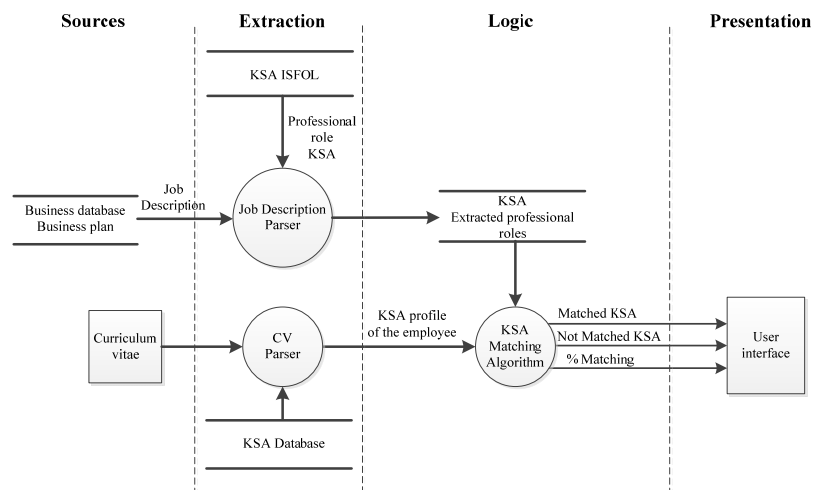 Sources
Extraction
Logic
Presentation
KSA ISFOL
Professional
role
KSA
Job
Description
Business database
Business plan
Job Description
Parser
KSA
Extracted professional
roles
Curriculum
vitae
CV
Parser
KSA profile
of the employee
KSA
Matching
Algorithm
Matched KSA
Not Matched KSA
% Matching
User
interface
KSA Database